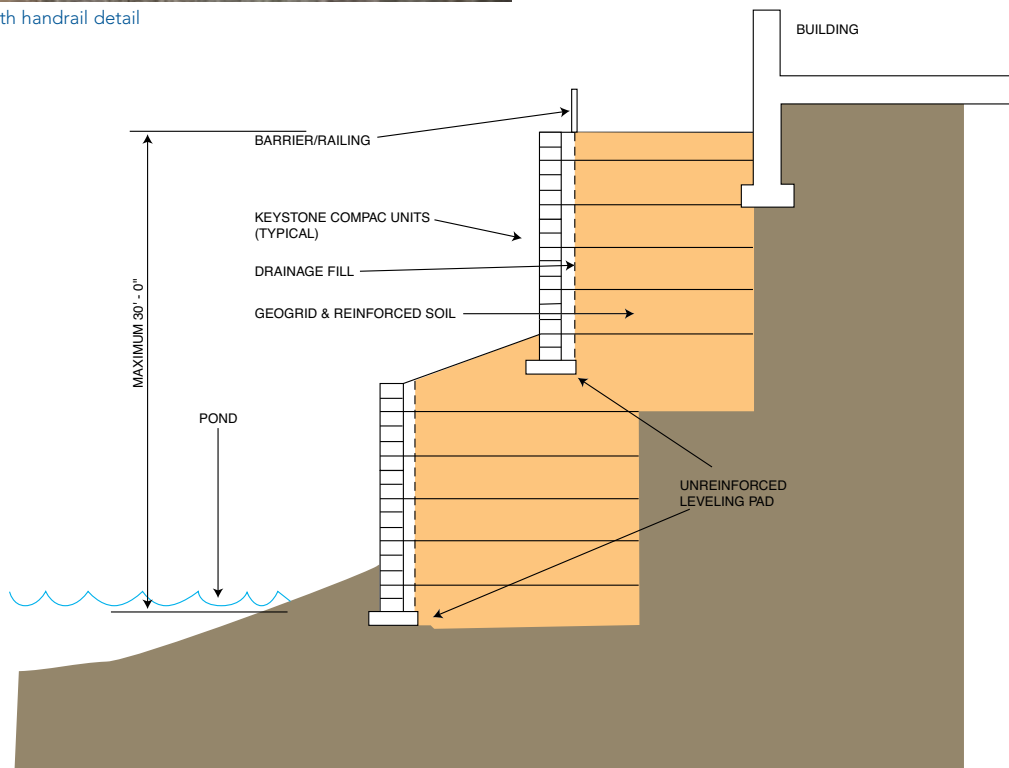 th handrail detail
BUILDING
BARRIER/RAILING
KEYSTONE COMPAC UNITS
(TYPICAL)
DRAINAGE FILL
GEOGRID & REINFORCED SOIL
MAXIMUM 30' - 0"
POND
UNREINFORCED
LEVELING PAD